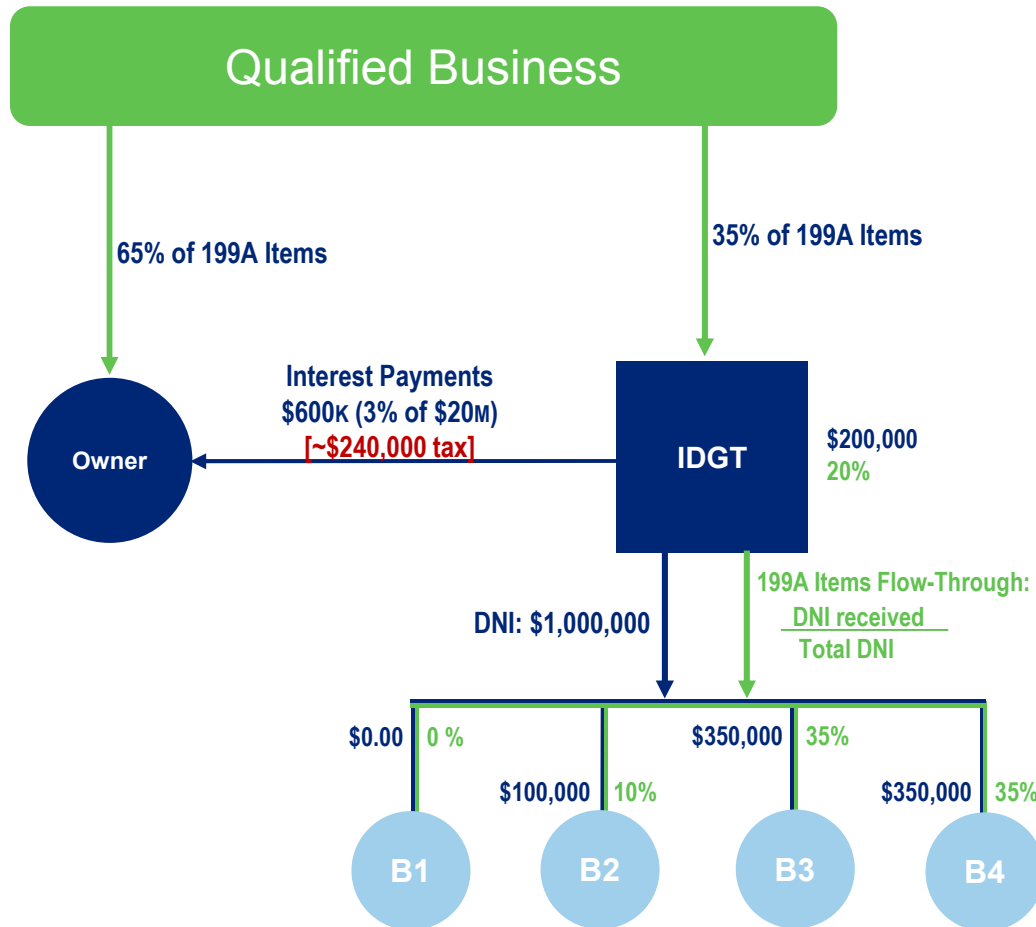 Qualified Business
65% of 199A Items
35% of 199A Items
Interest Payments
$600K (3% of $20M)
[~$240,000 tax]
Owner
IDGT
$200,000
20%
DNI: $1,000,000
199A Items Flow-Through:
DNI received
Total DNI
$0.00 0 %
$350,000 35%
$100,000 10%
$350,000 35%
B1
B2
B3
B4